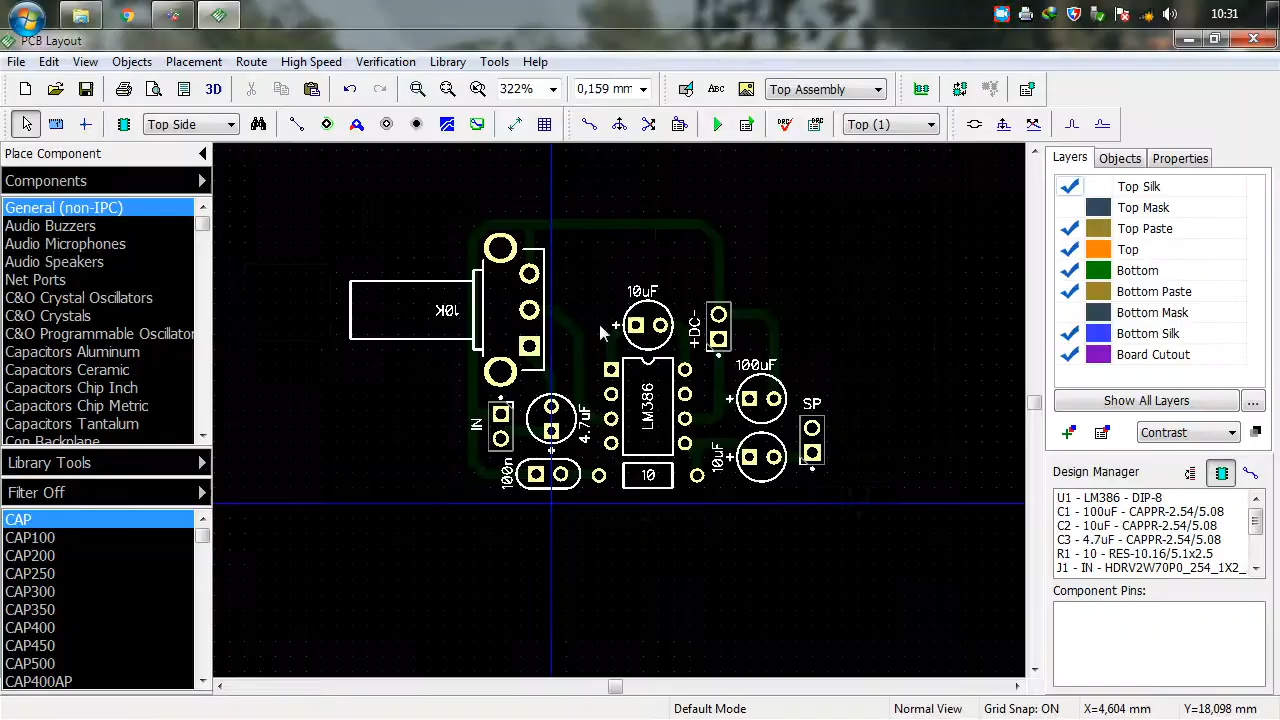 10:31
PCB Layout
File Edit View Objects Placement Route High Speed Verification Library Tools Help
3D
322%
0,159 mm
ABC
Top Assembly
Top Side
Top (1)
Place Component
Components
General (non-IPC)
Audio Buzzers
Audio Microphones
Audio Speakers
Net Ports
C&O Crystal Oscillators
C&O Crystals
C&O Programmable Oscillator
Capacitors Aluminum
Capacitors Ceramic
Capacitors Chip Inch
Capacitors Chip Metric
Capacitors Tantalum
Con Backplane
Library Tools
Filter Off
CAP
CAP100
CAP200
CAP250
CAP300
CAP350
CAP400
CAP450
CAP500
CAP400AP
10K
10uF
+DC-
100uF
LM386
SP
IN
4.7uF
10uF
100n
10
Layers Objects Properties
Top Silk
Top Mask
Top Paste
Top
Bottom
Bottom Paste
Bottom Mask
Bottom Silk
Board Cutout
Show All Layers ...
Contrast
Design Manager
U1 - LM386 - DIP-8
C1 - 100uF - CAPPR-2.54/5.08
C2 - 10uF - CAPPR-2.54/5.08
C3 - 4.7uF - CAPPR-2.54/5.08
R1 - 10 - RES-10.16/5.1x2.5
J1 - IN - HDRV2W70P0_254_1X2_
Component Pins:
Default Mode
Normal View
Grid Snap: ON
X=4,604 mm
Y=18,098 mm